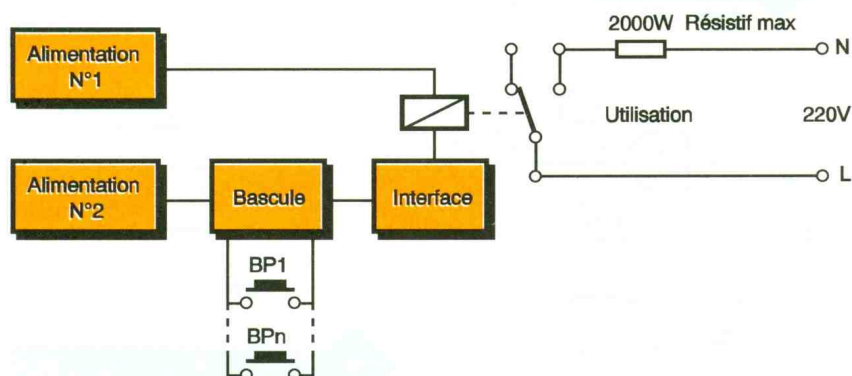 2000W Résistif max
N
Alimentation
N°1
Utilisation
220V
L
Alimentation
N°2
Bascule
Interface
BP1
BPn